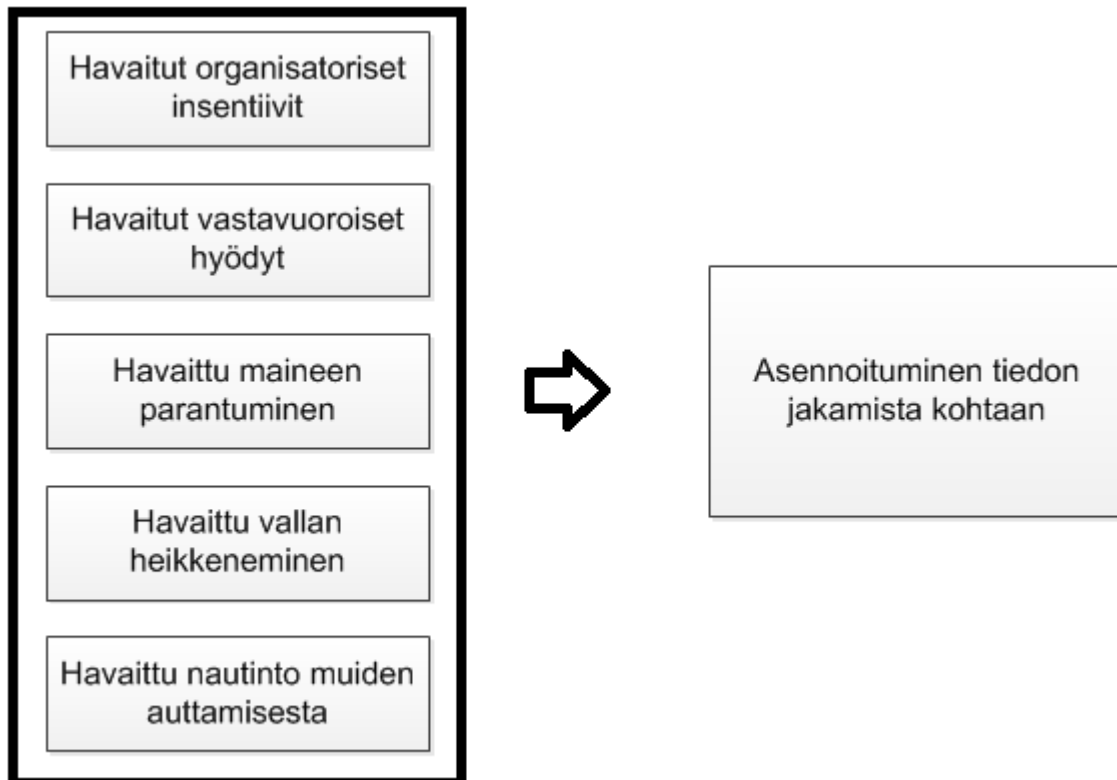 Havaitut organisatoriset
insentiivit
Havaitut vastavuoroiset
hyödyt
Havaittu maineen
parantuminen
Havaittu vallan
heikkeneminen
Havaittu nautinto muiden
auttamisesta
Asennoituminen tiedon
jakamista kohtaan